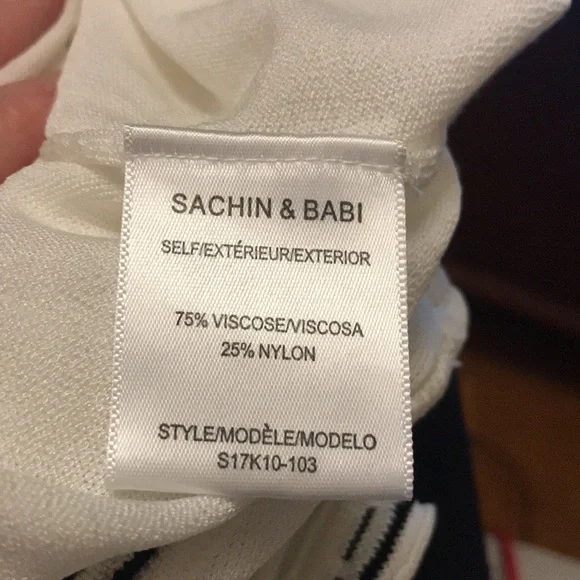 SACHIN & BABI
SELF/EXTÉRIEUR/EXTERIOR
75% VISCOSE/VISCOSA
25% NYLON
STYLE/MODÈLE/MODELO
S17K10-103